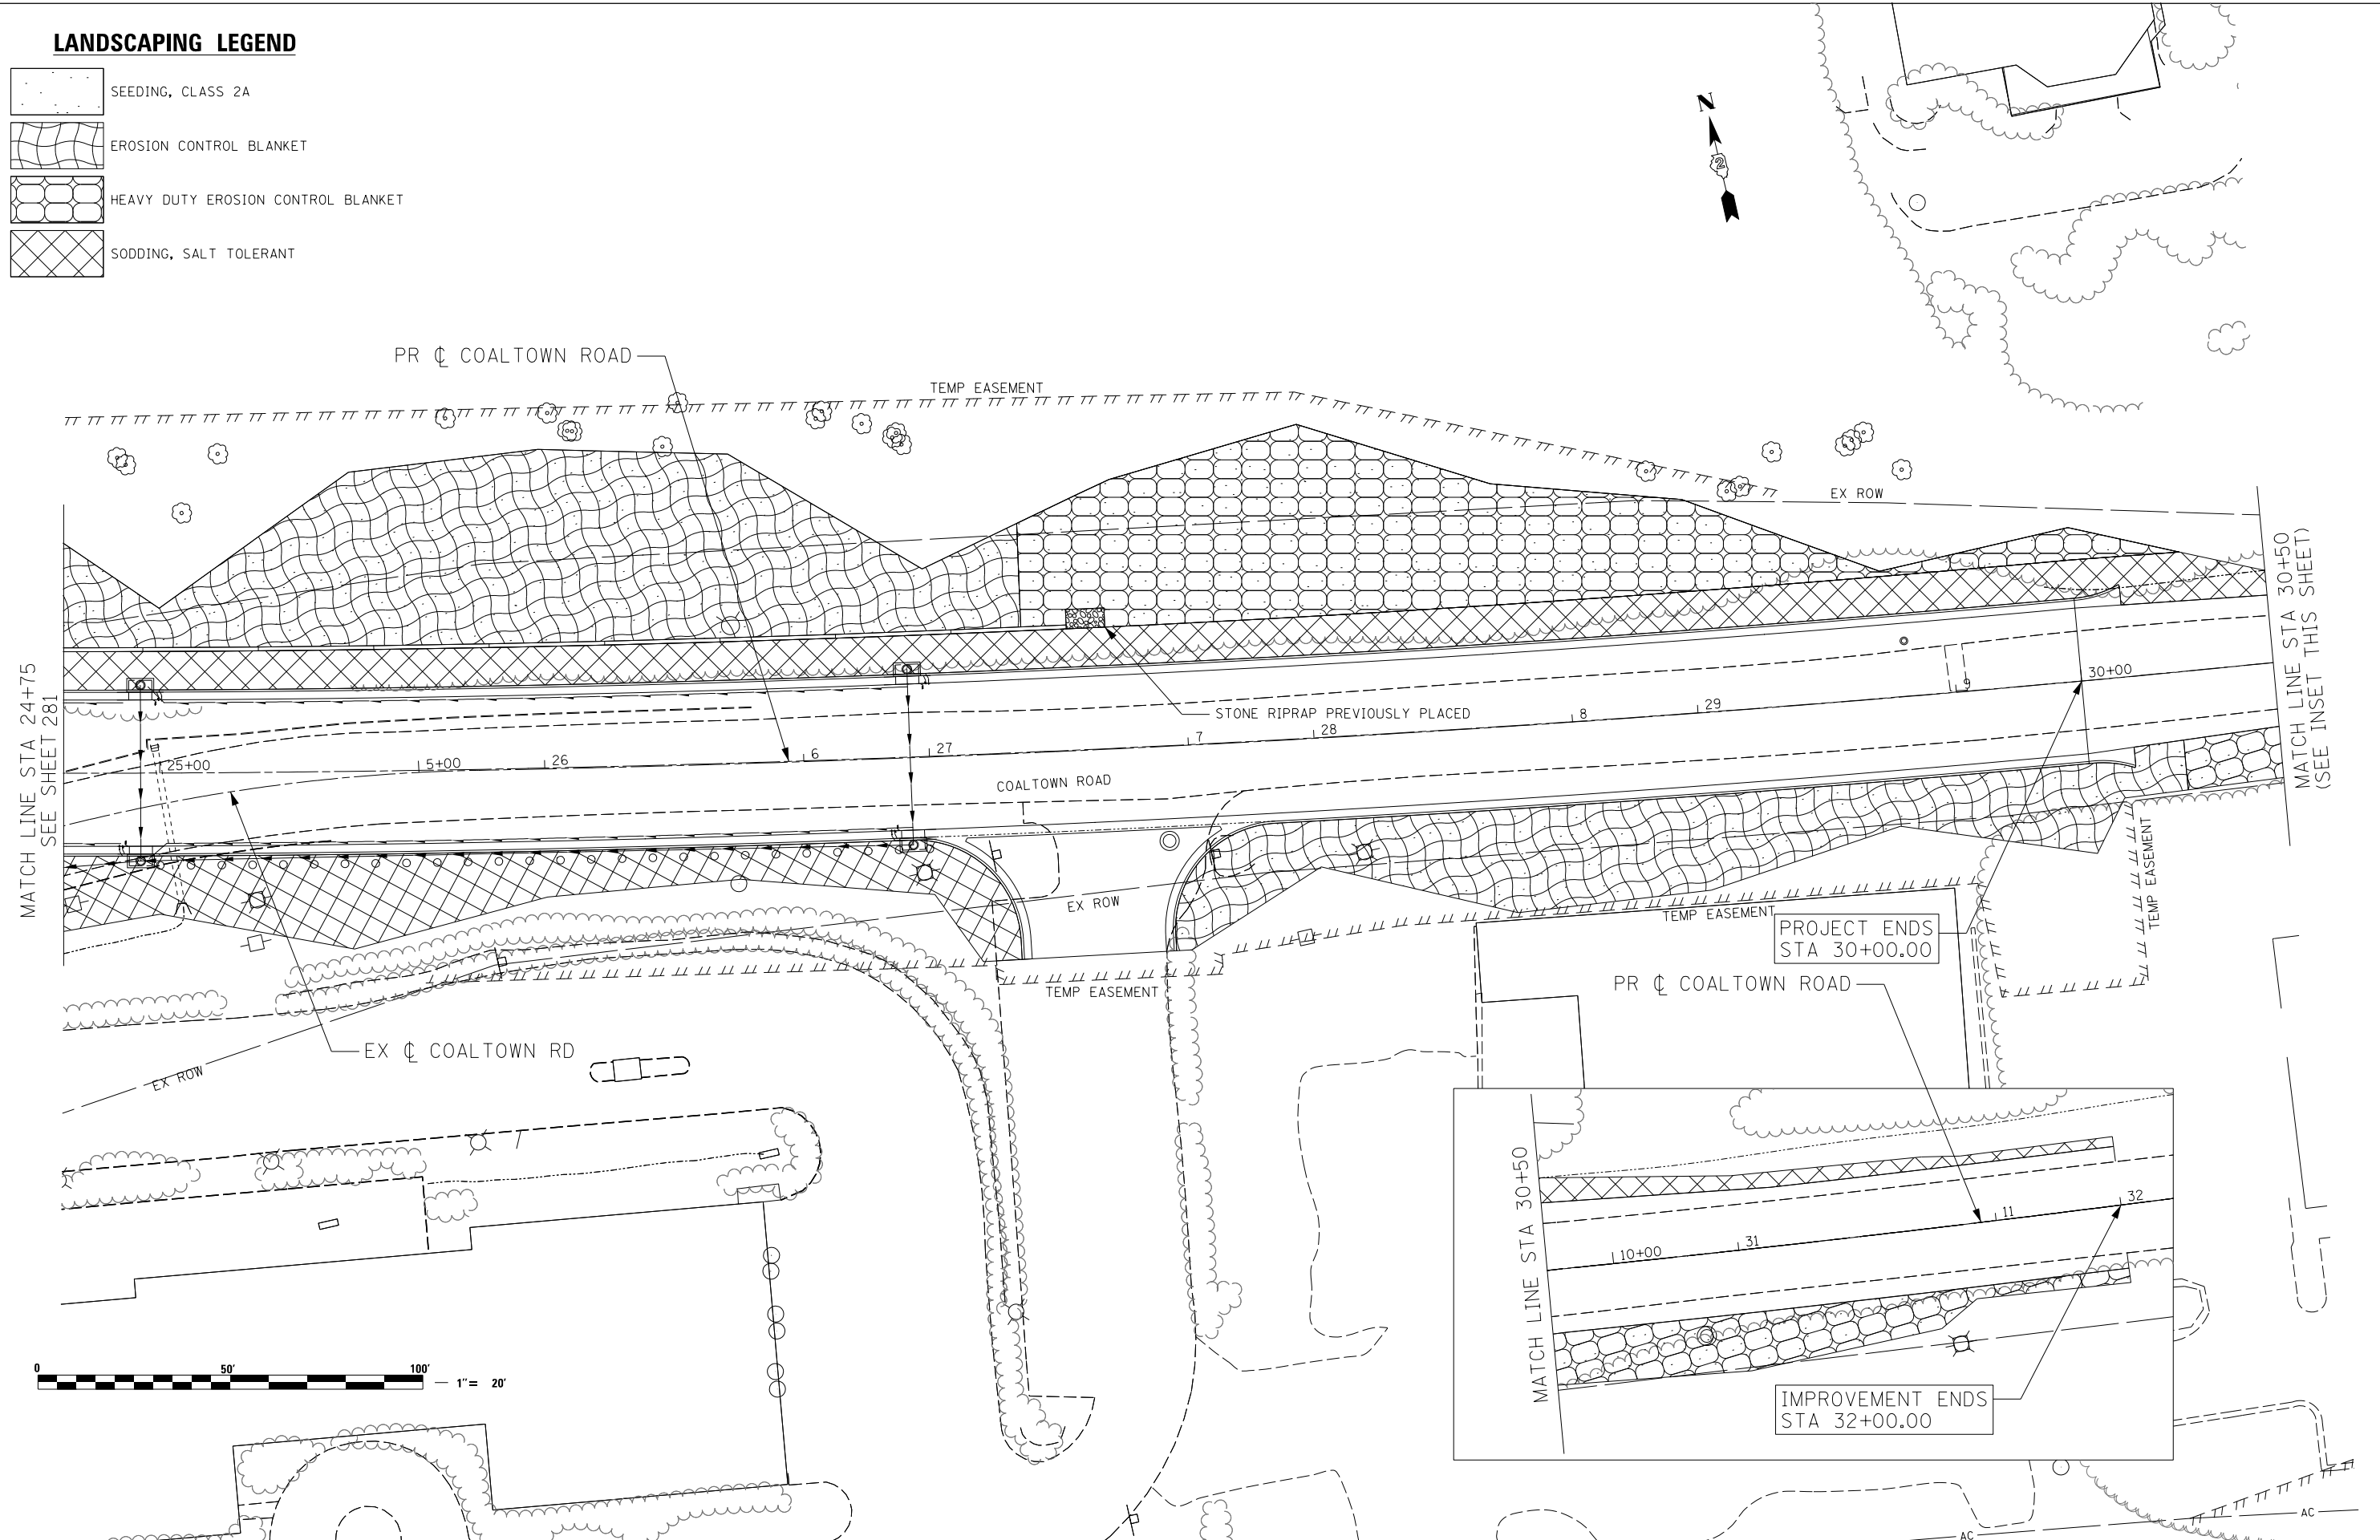 LANDSCAPING LEGEND
SEEDING, CLASS 2A
EROSION CONTROL BLANKET
HEAVY DUTY EROSION CONTROL BLANKET
SODDING, SALT TOLERANT
N
2
PR ℄ COALTOWN ROAD
TEMP EASEMENT
EX ROW
MATCH LINE STA 24+75
SEE SHEET 281
MATCH LINE STA 30+50
(SEE INSET THIS SHEET)
STONE RIPRAP PREVIOUSLY PLACED
25+00
5+00
26
6
27
7
28
8
29
9
30+00
COALTOWN ROAD
EX ROW
TEMP EASEMENT
TEMP EASEMENT
TEMP EASEMENT
PROJECT ENDS
STA 30+00.00
EX ℄ COALTOWN RD
EX ROW
PR ℄ COALTOWN ROAD
MATCH LINE STA 30+50
10+00
31
11
32
IMPROVEMENT ENDS
STA 32+00.00
0 50' 100'
1"= 20'
AC
AC